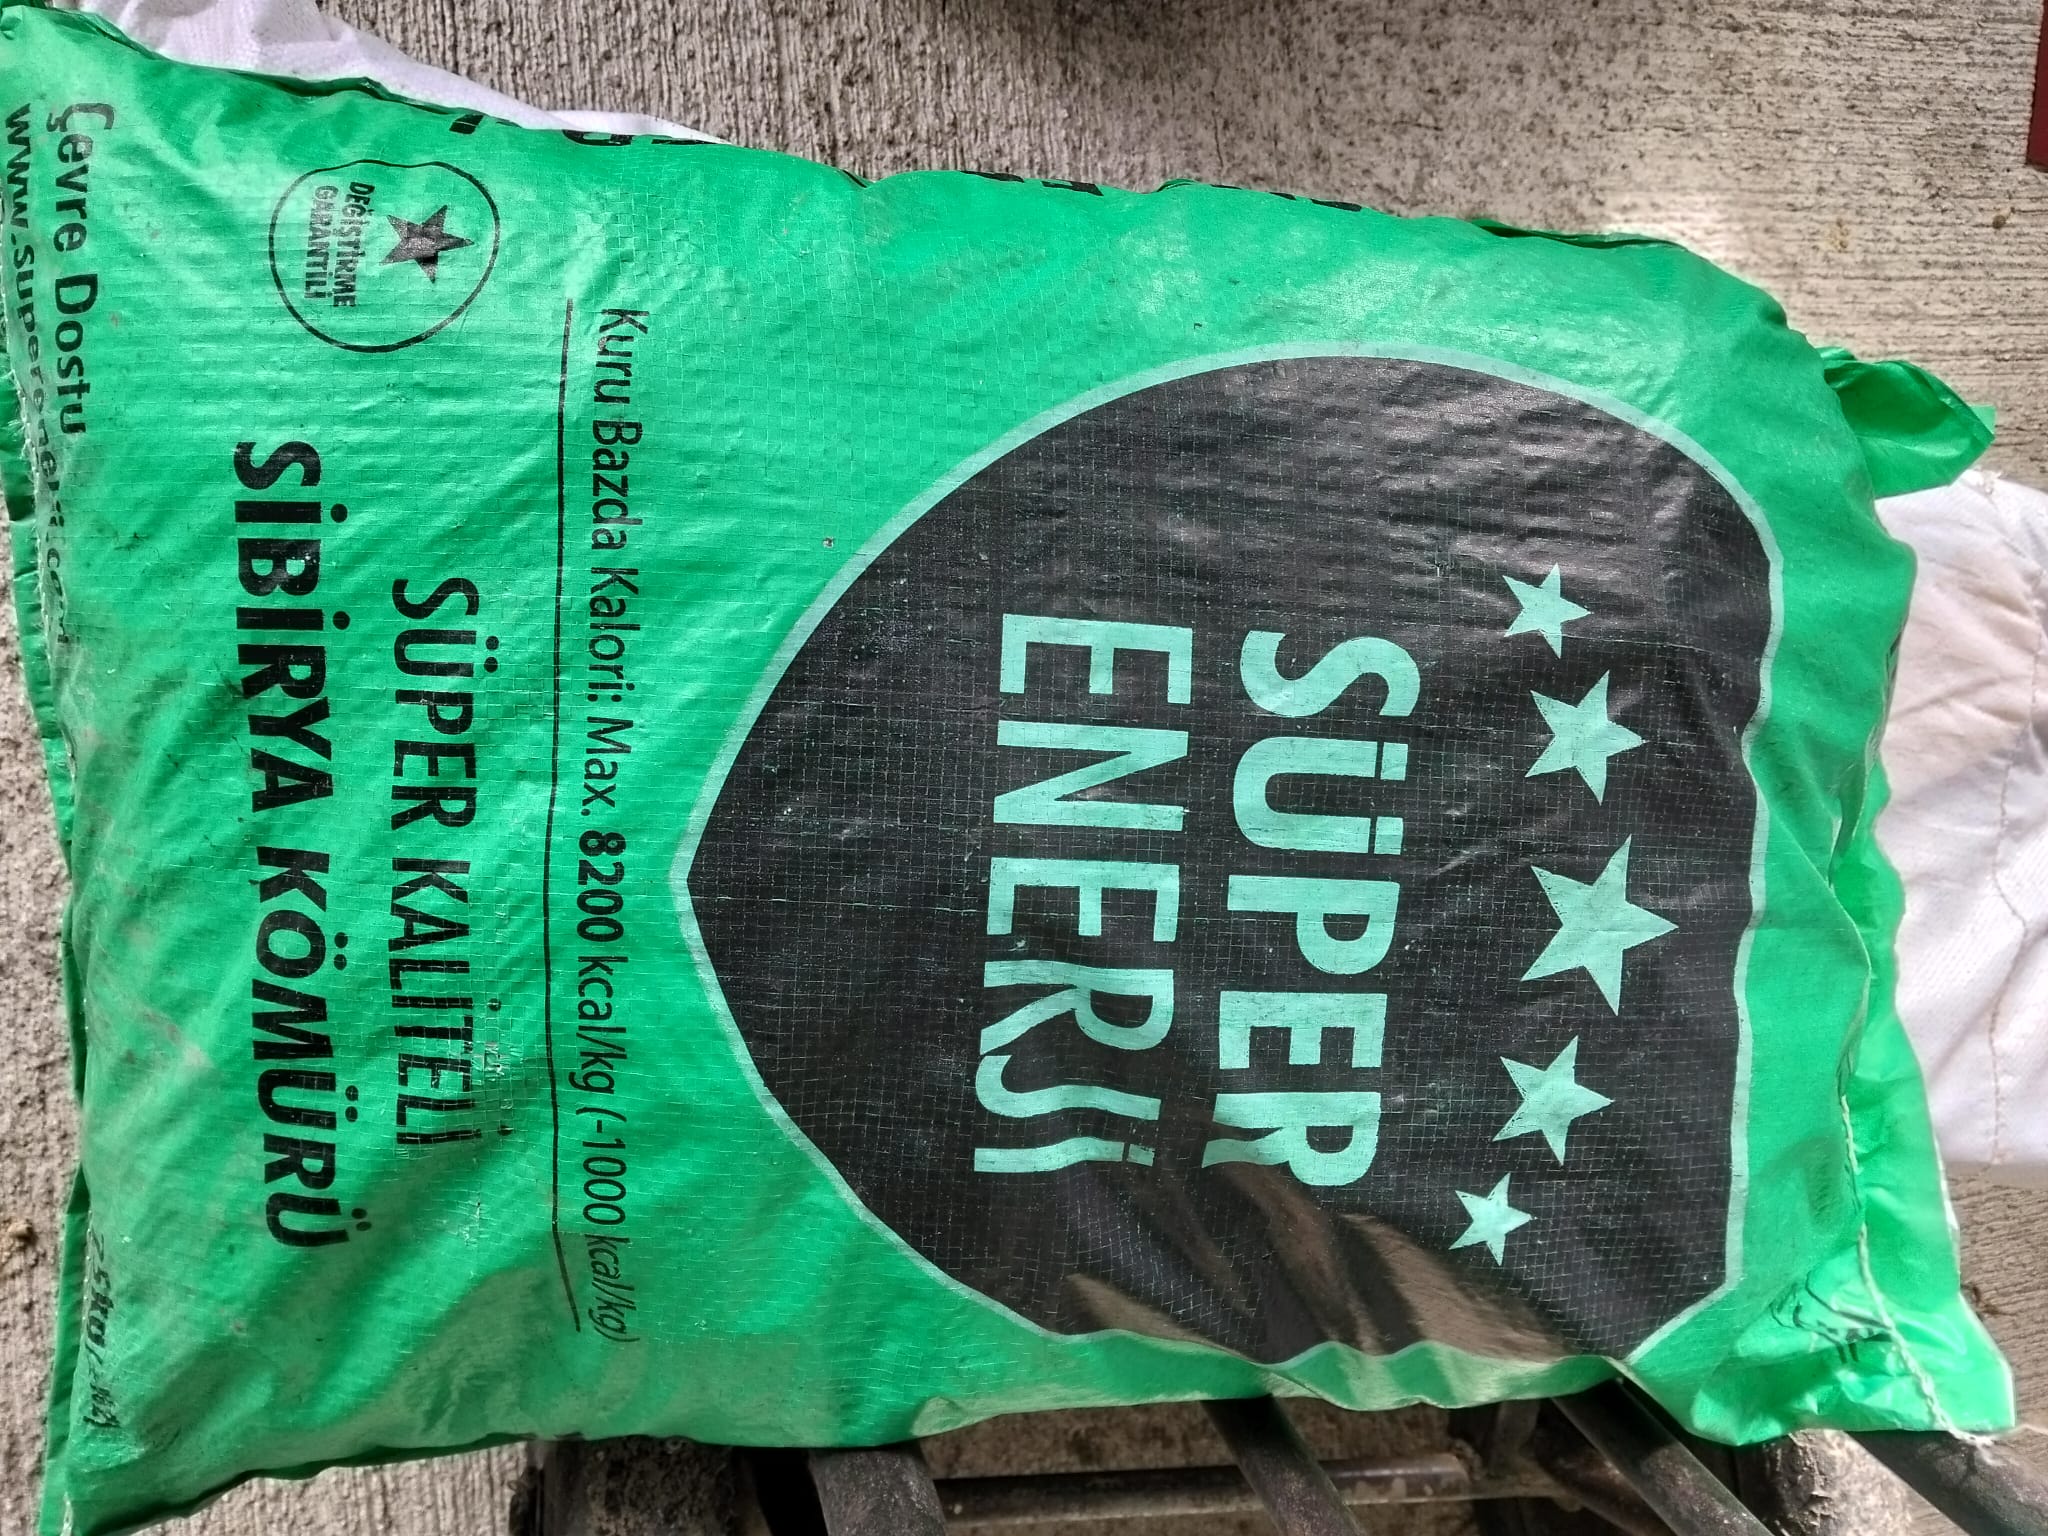 SÜPER
ENERJİ
Kuru Bazda Kalori: Max. 8200 kcal/kg (-1000 kcal/kg)
SÜPER KALİTELİ
SİBİRYA KÖMÜRÜ
DEĞİŞTİRME
GARANTİLİ
Çevre Dostu